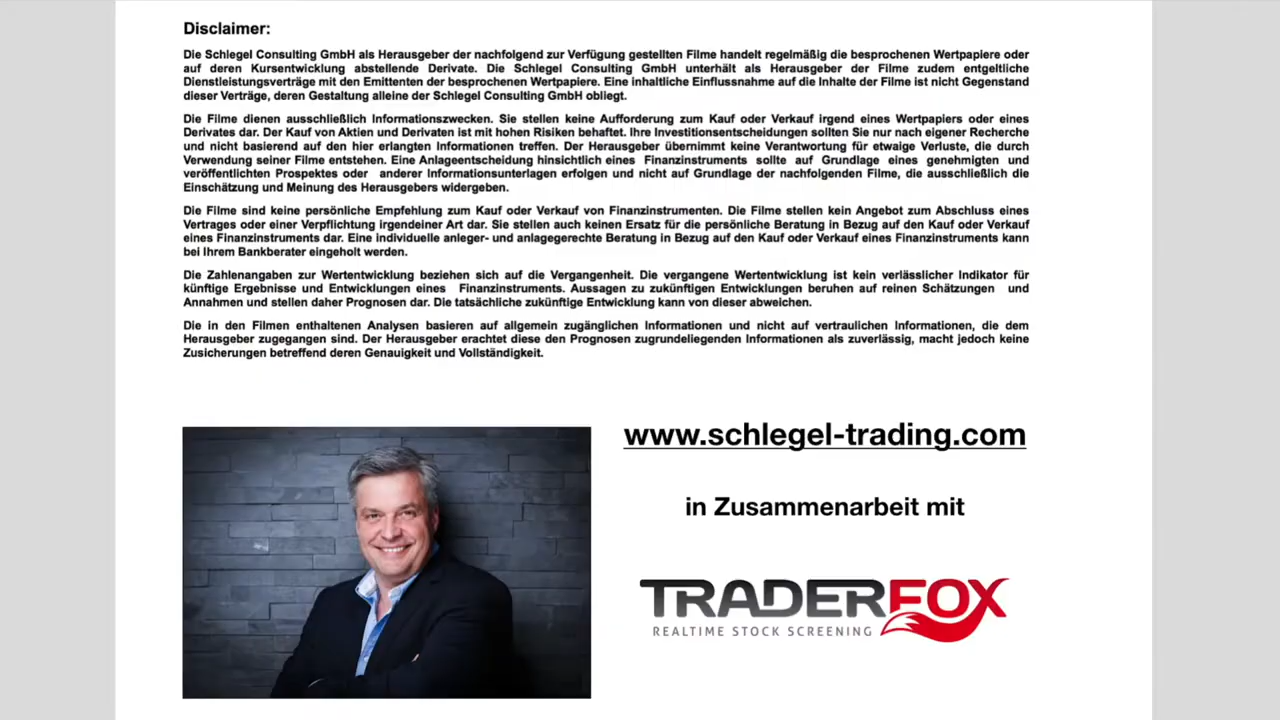 Disclaimer:
Die Schlegel Consulting GmbH als Herausgeber der nachfolgend zur Verfügung gestellten Filme handelt regelmäßig die besprochenen Wertpapiere oder
auf deren Kursentwicklung abstellende Derivate. Die Schlegel Consulting GmbH unterhält als Herausgeber der Filme zudem entgeltliche
Dienstleistungsverträge mit den Emittenten der besprochenen Wertpapiere. Eine inhaltliche Einflussnahme auf die Inhalte der Filme ist nicht Gegenstand
dieser Verträge, deren Gestaltung alleine der Schlegel Consulting GmbH obliegt.
Die Filme dienen ausschließlich Informationszwecken. Sie stellen keine Aufforderung zum Kauf oder Verkauf irgend eines Wertpapiers oder eines
Derivates dar. Der Kauf von Aktien und Derivaten ist mit hohen Risiken behaftet. Ihre Investitionsentscheidungen sollten Sie nur nach eigener Recherche
und nicht basierend auf den hier erlangten Informationen treffen. Der Herausgeber übernimmt keine Verantwortung für etwaige Verluste, die durch
Verwendung seiner Filme entstehen. Eine Anlageentscheidung hinsichtlich eines Finanzinstruments sollte auf Grundlage eines genehmigten und
veröffentlichten Prospektes oder anderer Informationsunterlagen erfolgen und nicht auf Grundlage der nachfolgenden Filme, die ausschließlich die
Einschätzung und Meinung des Herausgebers widergeben.
Die Filme sind keine persönliche Empfehlung zum Kauf oder Verkauf von Finanzinstrumenten. Die Filme stellen kein Angebot zum Abschluss eines
Vertrages oder einer Verpflichtung irgendeiner Art dar. Sie stellen auch keinen Ersatz für die persönliche Beratung in Bezug auf den Kauf oder Verkauf
eines Finanzinstruments dar. Eine individuelle anleger- und anlagegerechte Beratung in Bezug auf den Kauf oder Verkauf eines Finanzinstruments kann
bei Ihrem Bankberater eingeholt werden.
Die Zahlenangaben zur Wertentwicklung beziehen sich auf die Vergangenheit. Die vergangene Wertentwicklung ist kein verlässlicher Indikator für
künftige Ergebnisse und Entwicklungen eines Finanzinstruments. Aussagen zu zukünftigen Entwicklungen beruhen auf reinen Schätzungen und
Annahmen und stellen daher Prognosen dar. Die tatsächliche zukünftige Entwicklung kann von dieser abweichen.
Die in den Filmen enthaltenen Analysen basieren auf allgemein zugänglichen Informationen und nicht auf vertraulichen Informationen, die dem
Herausgeber zugegangen sind. Der Herausgeber erachtet diese den Prognosen zugrundeliegenden Informationen als zuverlässig, macht jedoch keine
Zusicherungen betreffend deren Genauigkeit und Vollständigkeit.
www.schlegel-trading.com
in Zusammenarbeit mit
TRADERFOX
REALTIME STOCK SCREENING